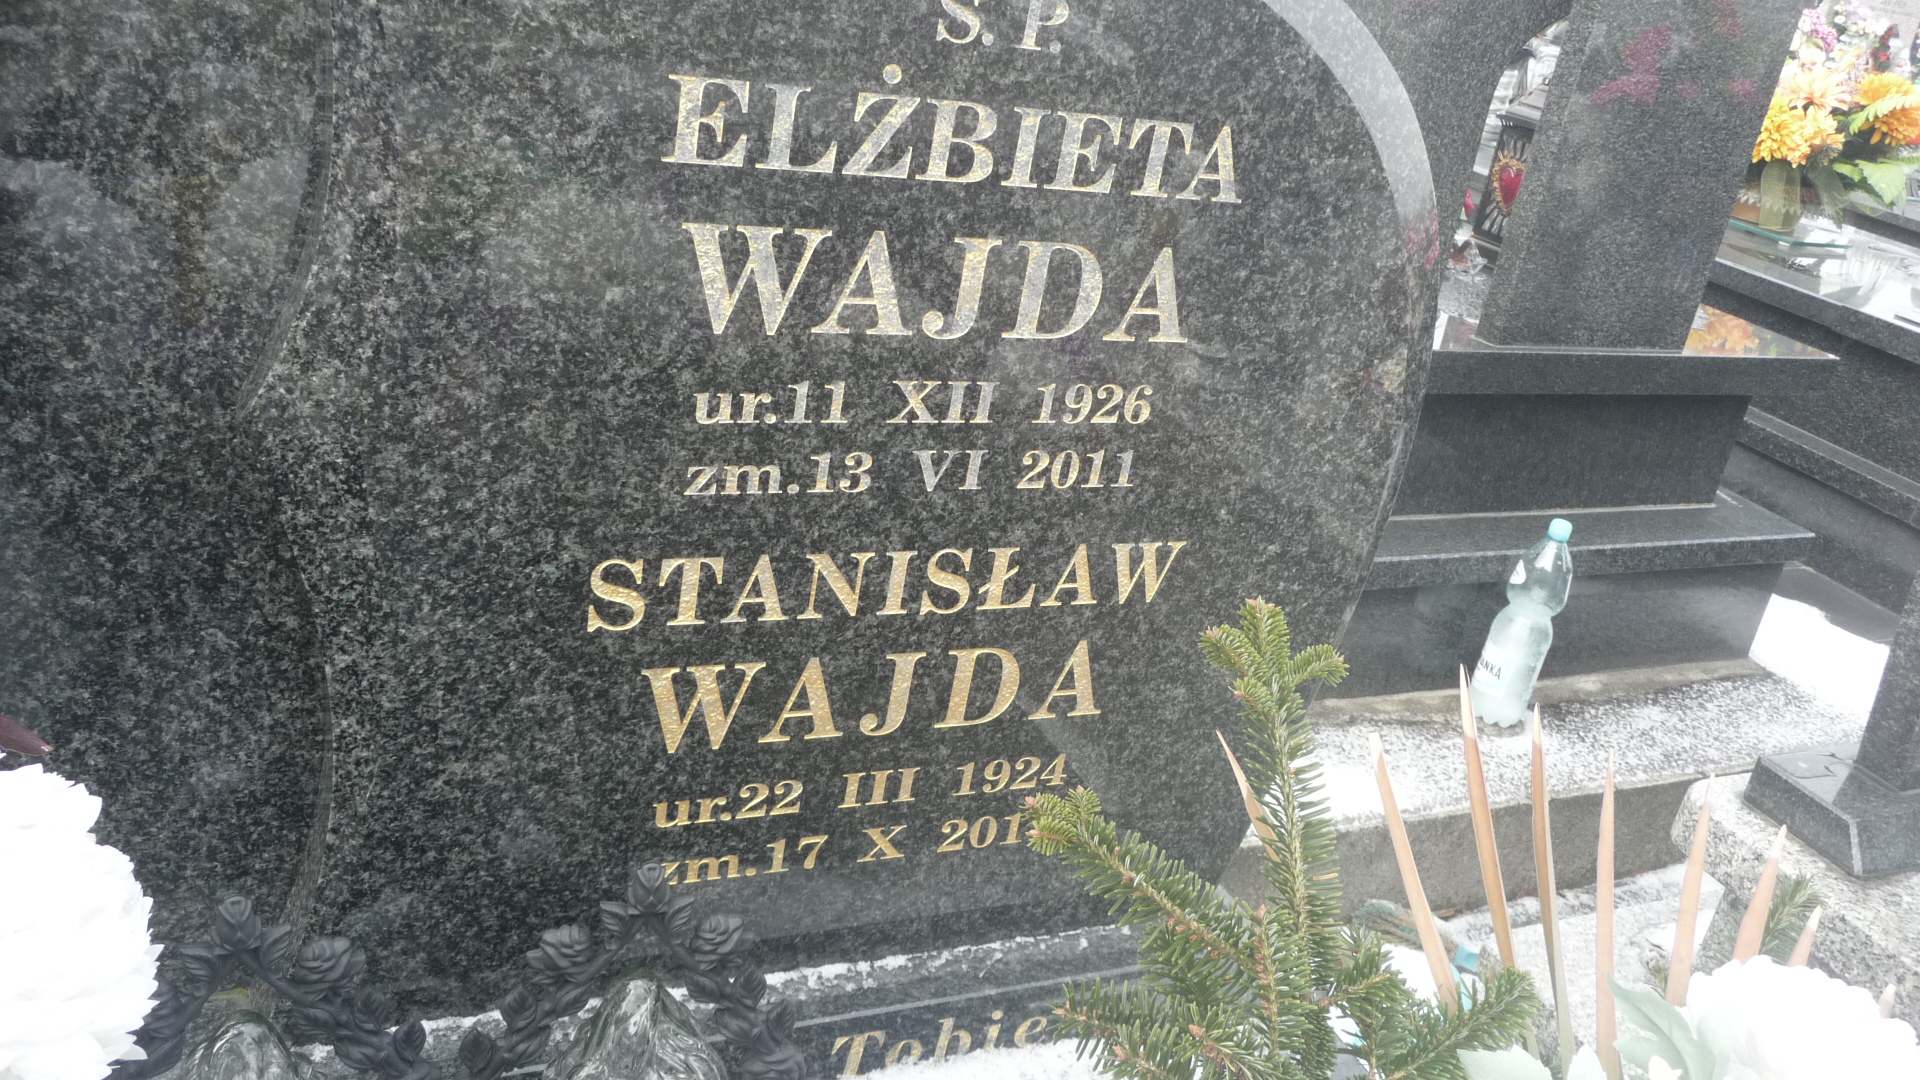 Ś. P.
ELŻBIETA
WAJDA
ur.11 XII 1926
zm.13 VI 2011
STANISŁAW
WAJDA
ur.22 III 1924
zm.17 X